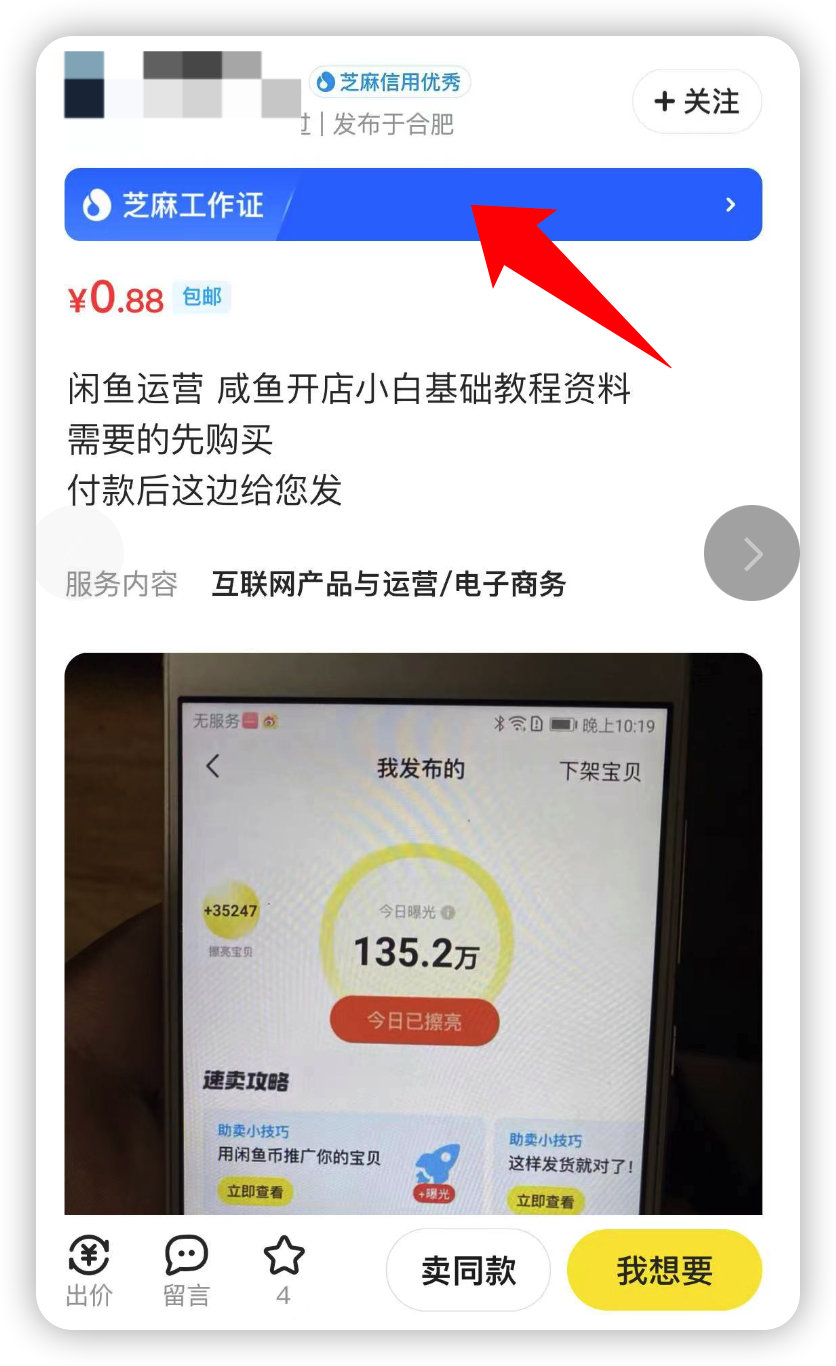 芝麻信用优秀
发布于合肥
+ 关注
芝麻工作证
¥0.88 包邮
闲鱼运营 咸鱼开店小白基础教程资料
需要的先购买
付款后这边给您发
服务内容 互联网产品与运营/电子商务
无服务 晚上10:19
我发布的 下架宝贝
+35247
擦亮宝贝
今日曝光
135.2万
今日已擦亮
速卖攻略
助卖小技巧 助卖小技巧
用闲鱼币推广你的宝贝 这样发货就对了!
立即查看 +曝光 立即查看
出价 留言 4 卖同款 我想要